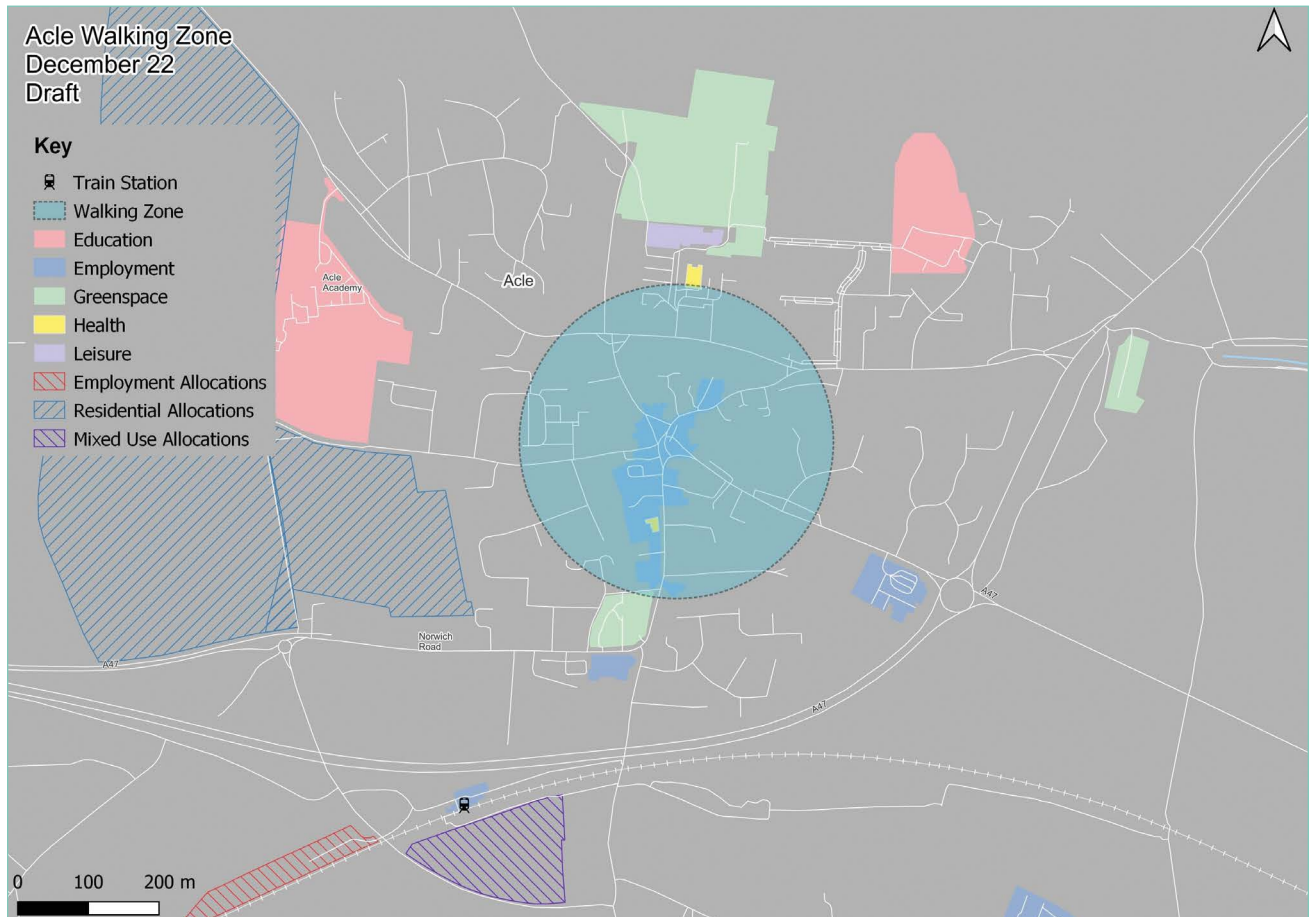 Acle Walking Zone
December 22
Draft
Key
Train Station
Walking Zone
Education
Employment
Greenspace
Health
Leisure
Employment Allocations
Residential Allocations
Mixed Use Allocations
Acle
Academy
Acle
Norwich
Road
A47
A47
A47
0 100 200 m